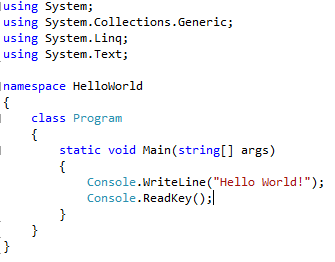 using System;
using System.Collections.Generic;
using System.Linq;
using System.Text;

namespace HelloWorld
{
    class Program
    {
        static void Main(string[] args)
        {
            Console.WriteLine("Hello World!");
            Console.ReadKey();
        }
    }
}